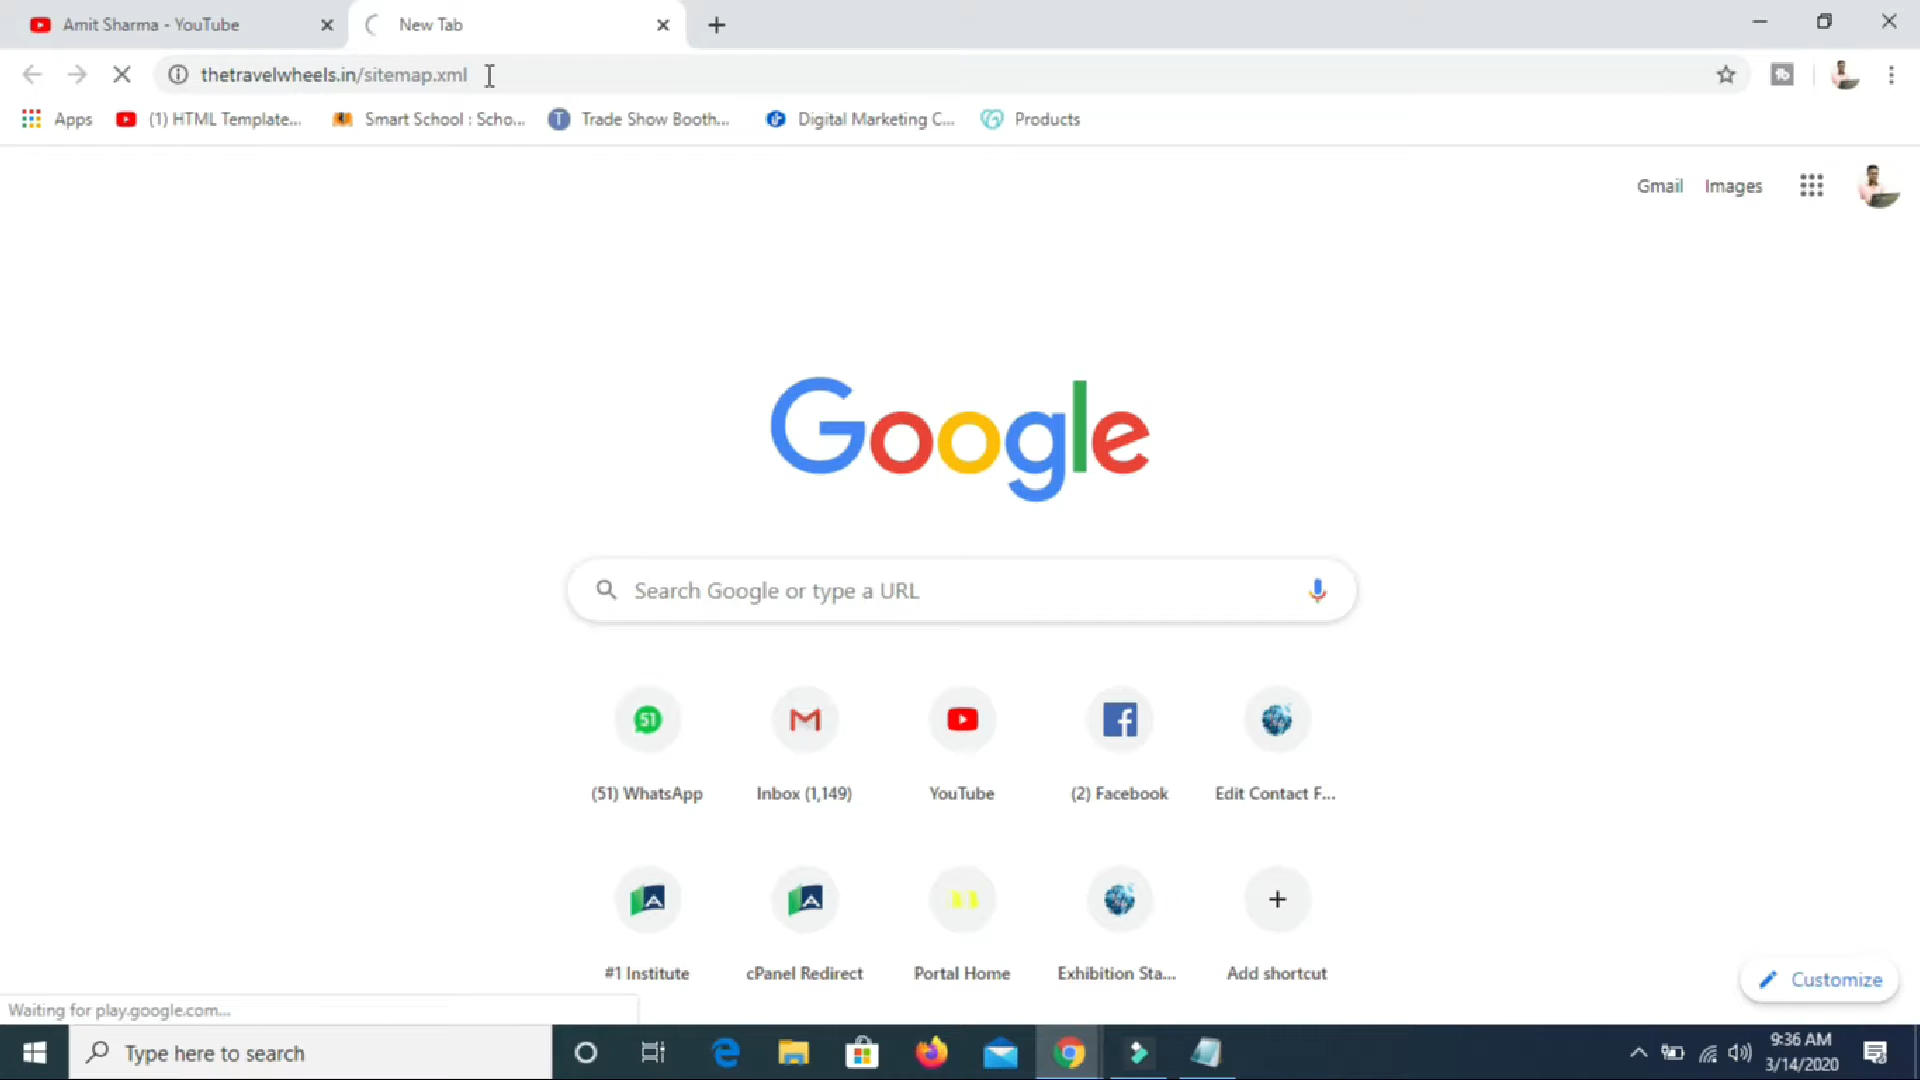 Amit Sharma - YouTube
New Tab
thetravelwheels.in/sitemap.xml
Apps
(1) HTML Template...
Smart School : Scho...
Trade Show Booth...
Digital Marketing C...
Products
Gmail
Images
Google
Search Google or type a URL
51
(51) WhatsApp
Inbox (1,149)
YouTube
(2) Facebook
Edit Contact F...
#1 Institute
cPanel Redirect
Portal Home
Exhibition Sta...
Add shortcut
Customize
Waiting for play.google.com...
Type here to search
9:36 AM
3/14/2020